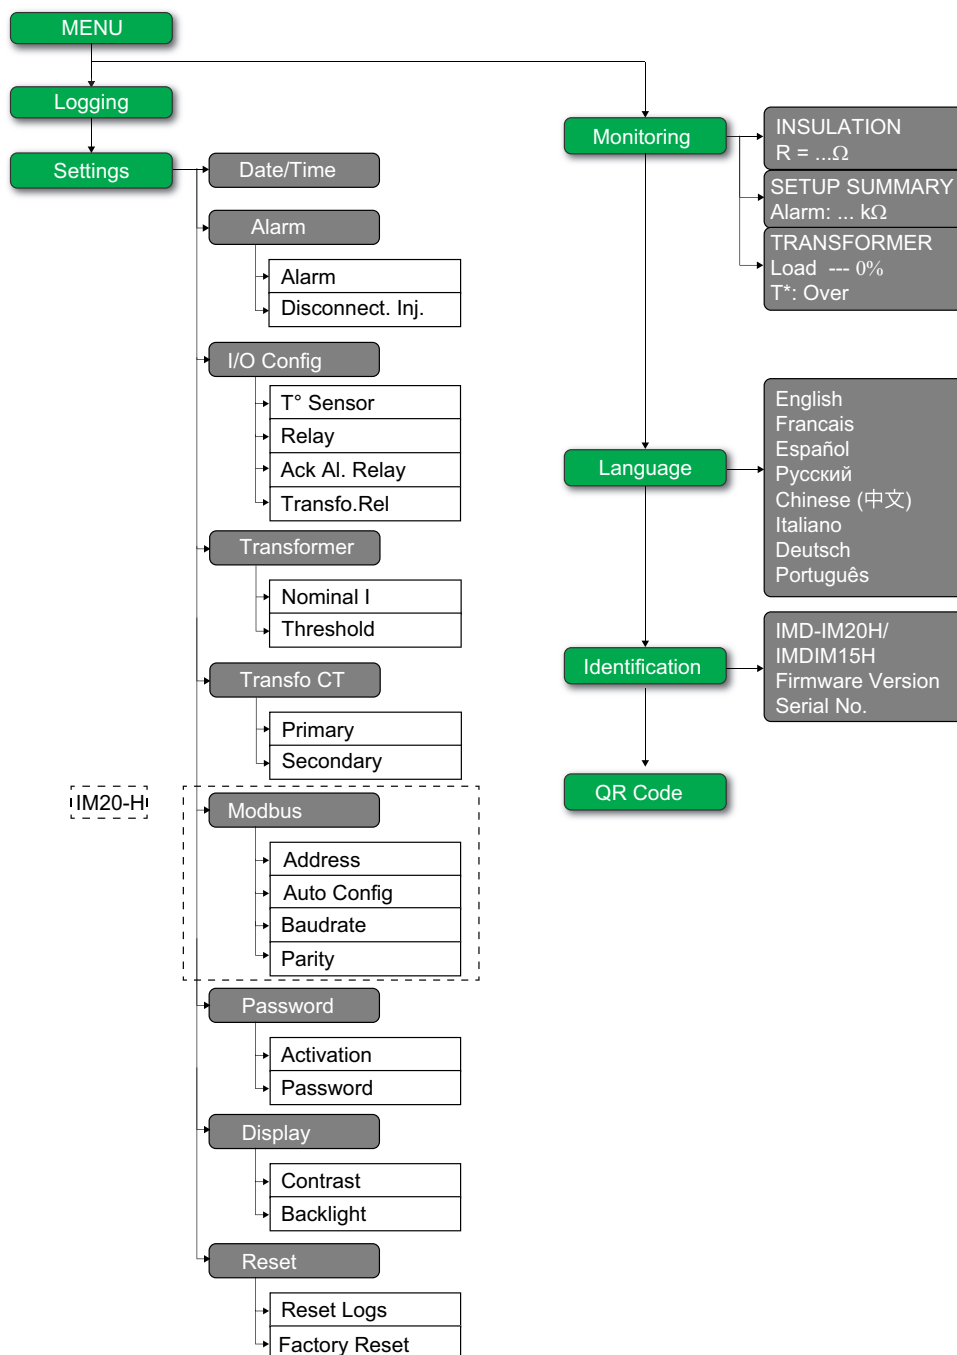 MENU
Logging
Settings
Date/Time
Alarm
Alarm
Disconnect. Inj.
I/O Config
T° Sensor
Relay
Ack Al. Relay
Transfo.Rel
Transformer
Nominal I
Threshold
Transfo CT
Primary
Secondary
IM20-H
Modbus
Address
Auto Config
Baudrate
Parity
Password
Activation
Password
Display
Contrast
Backlight
Reset
Reset Logs
Factory Reset
Monitoring
INSULATION
R = ...Ω
SETUP SUMMARY
Alarm: ... kΩ
TRANSFORMER
Load --- 0%
T*: Over
Language
English
Francais
Español
Русский
Chinese (中文)
Italiano
Deutsch
Português
Identification
IMD-IM20H/
IMDIM15H
Firmware Version
Serial No.
QR Code